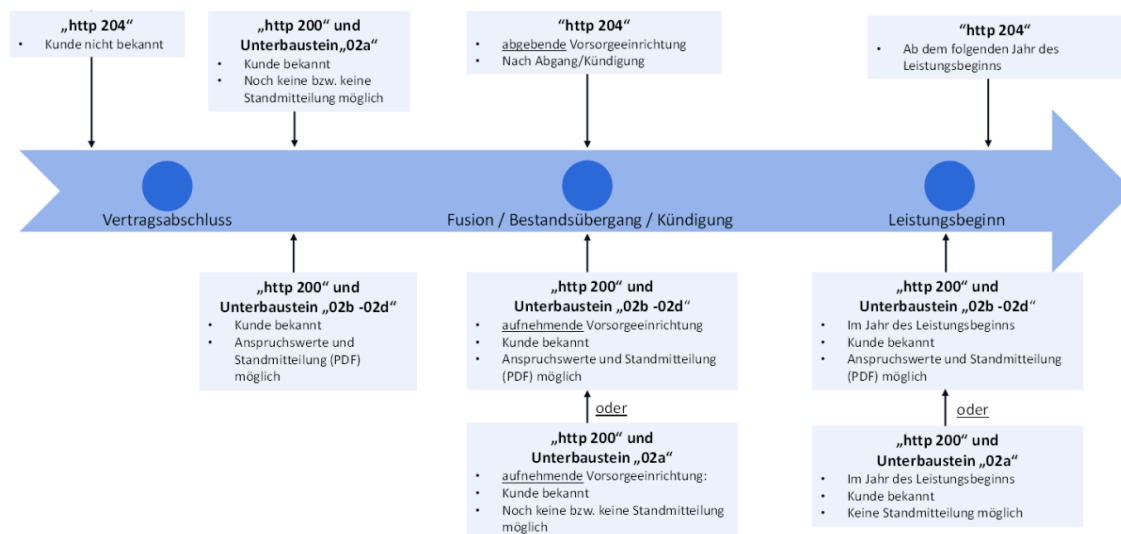 „http 204“
• Kunde nicht bekannt
„http 200“ und
Unterbaustein „02a“
• Kunde bekannt
• Noch keine bzw. keine
Standmitteilung möglich
“http 204“
• abgebende Vorsorgeeinrichtung
• Nach Abgang/Kündigung
“http 204“
• Ab dem folgenden Jahr des
Leistungsbeginns
Vertragsabschluss
Fusion / Bestandsübergang / Kündigung
Leistungsbeginn
„http 200“ und
Unterbaustein „02b -02d“
• Kunde bekannt
• Anspruchswerte und
Standmitteilung (PDF)
möglich
„http 200“ und
Unterbaustein „02b -02d“
• aufnehmende Vorsorgeeinrichtung
• Kunde bekannt
• Anspruchswerte und Standmitteilung
(PDF) möglich
oder
„http 200“ und
Unterbaustein „02a“
• aufnehmende Vorsorgeeinrichtung:
• Kunde bekannt
• Noch keine bzw. keine Standmitteilung
möglich
„http 200“ und
Unterbaustein „02b -02d“
• Im Jahr des Leistungsbeginns
• Kunde bekannt
• Anspruchswerte und Standmitteilung
(PDF) möglich
oder
„http 200“ und
Unterbaustein „02a“
• Im Jahr des Leistungsbeginns
• Kunde bekannt
• Keine Standmitteilung möglich